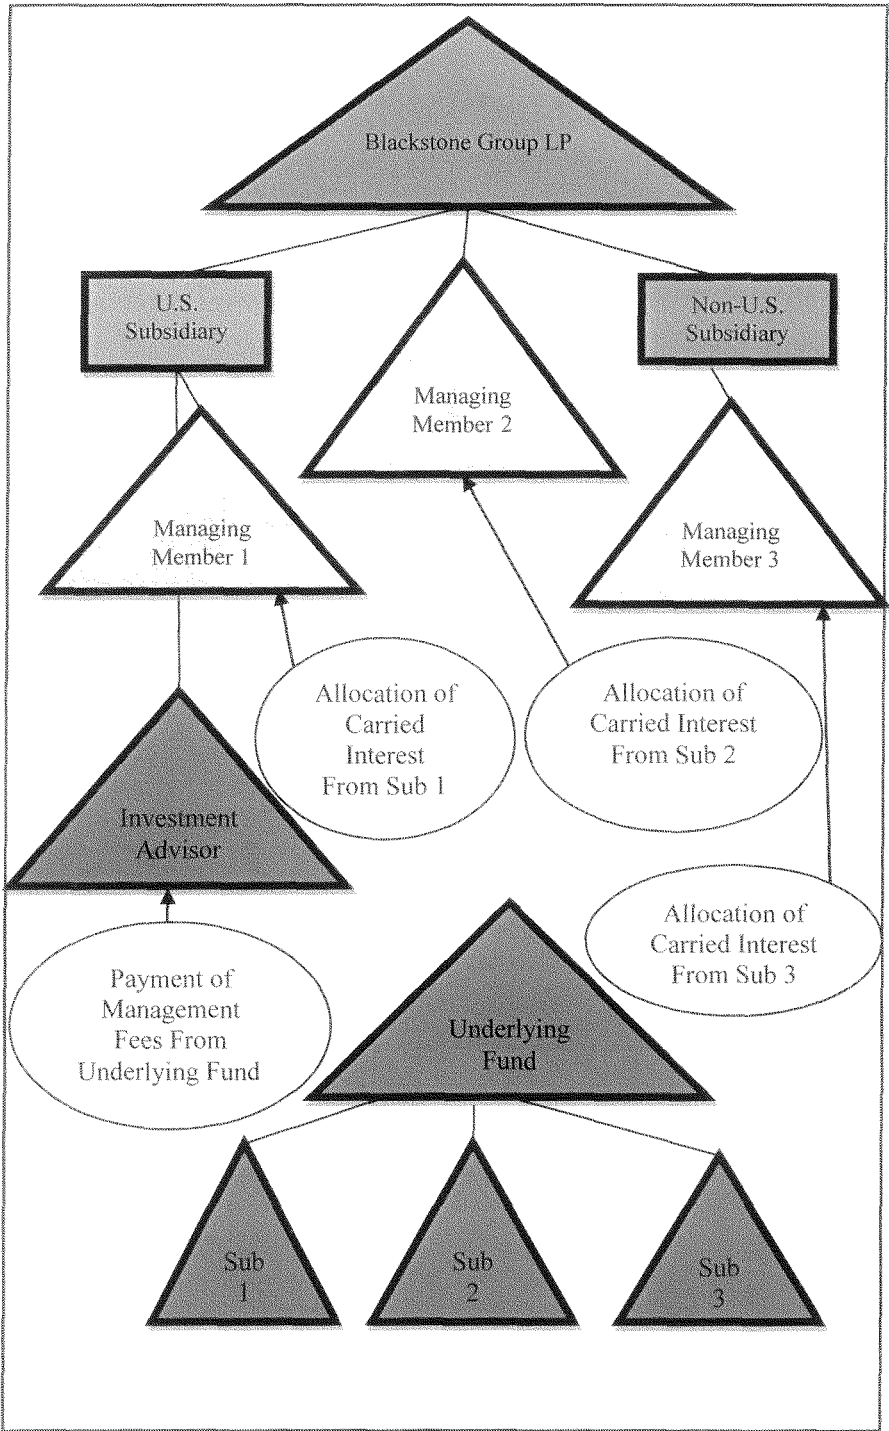 Blackstone Group LP
U.S.
Subsidiary
Non-U.S.
Subsidiary
Managing
Member 2
Managing
Member 1
Managing
Member 3
Allocation of
Carried
Interest
From Sub 1
Allocation of
Carried Interest
From Sub 2
Investment
Advisor
Allocation of
Carried Interest
From Sub 3
Payment of
Management
Fees From
Underlying Fund
Underlying
Fund
Sub
1
Sub
2
Sub
3